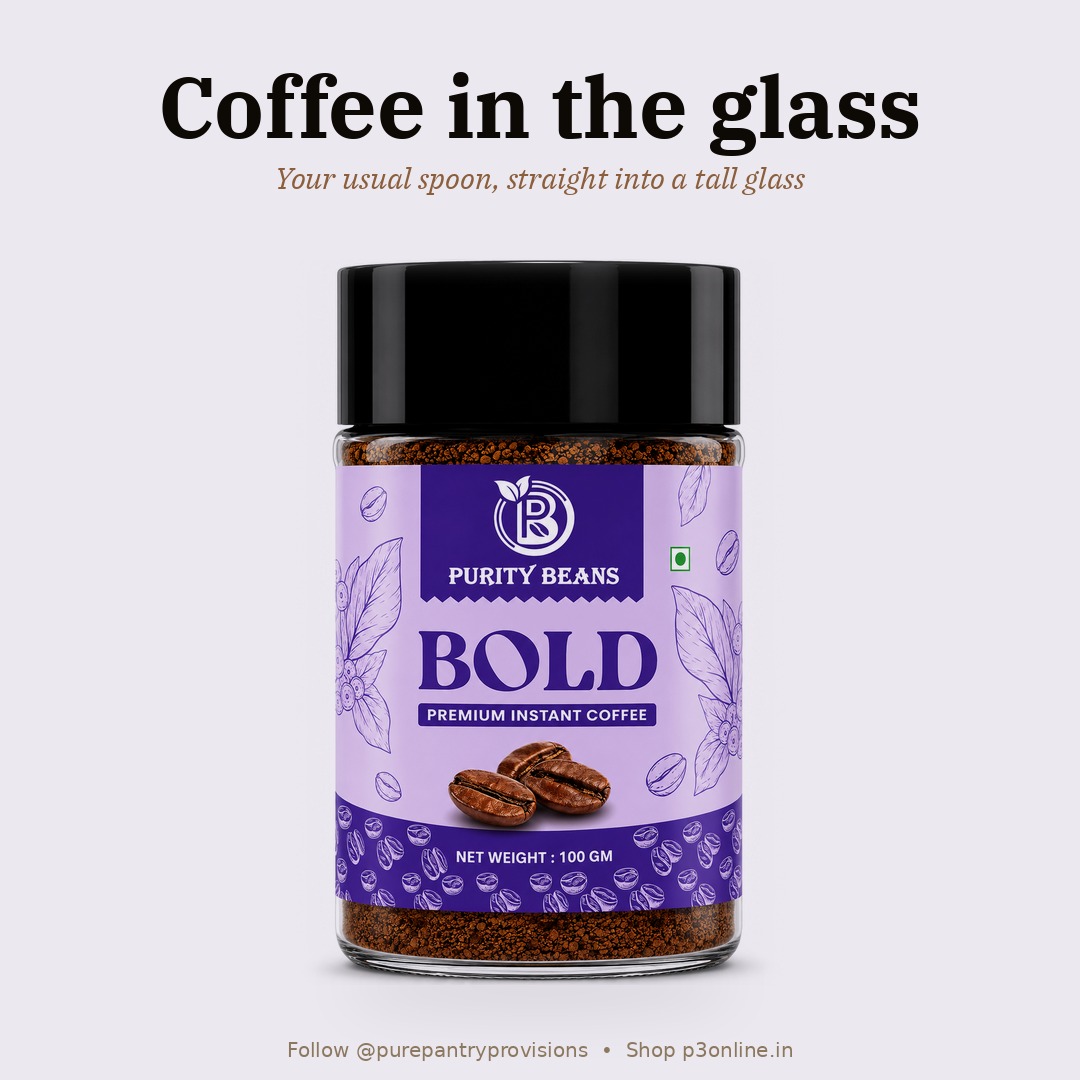 Coffee in the glass
Your usual spoon, straight into a tall glass
PURITY BEANS
BOLD
PREMIUM INSTANT COFFEE
NET WEIGHT : 100 GM
Follow @purepantryprovisions • Shop p3online.in